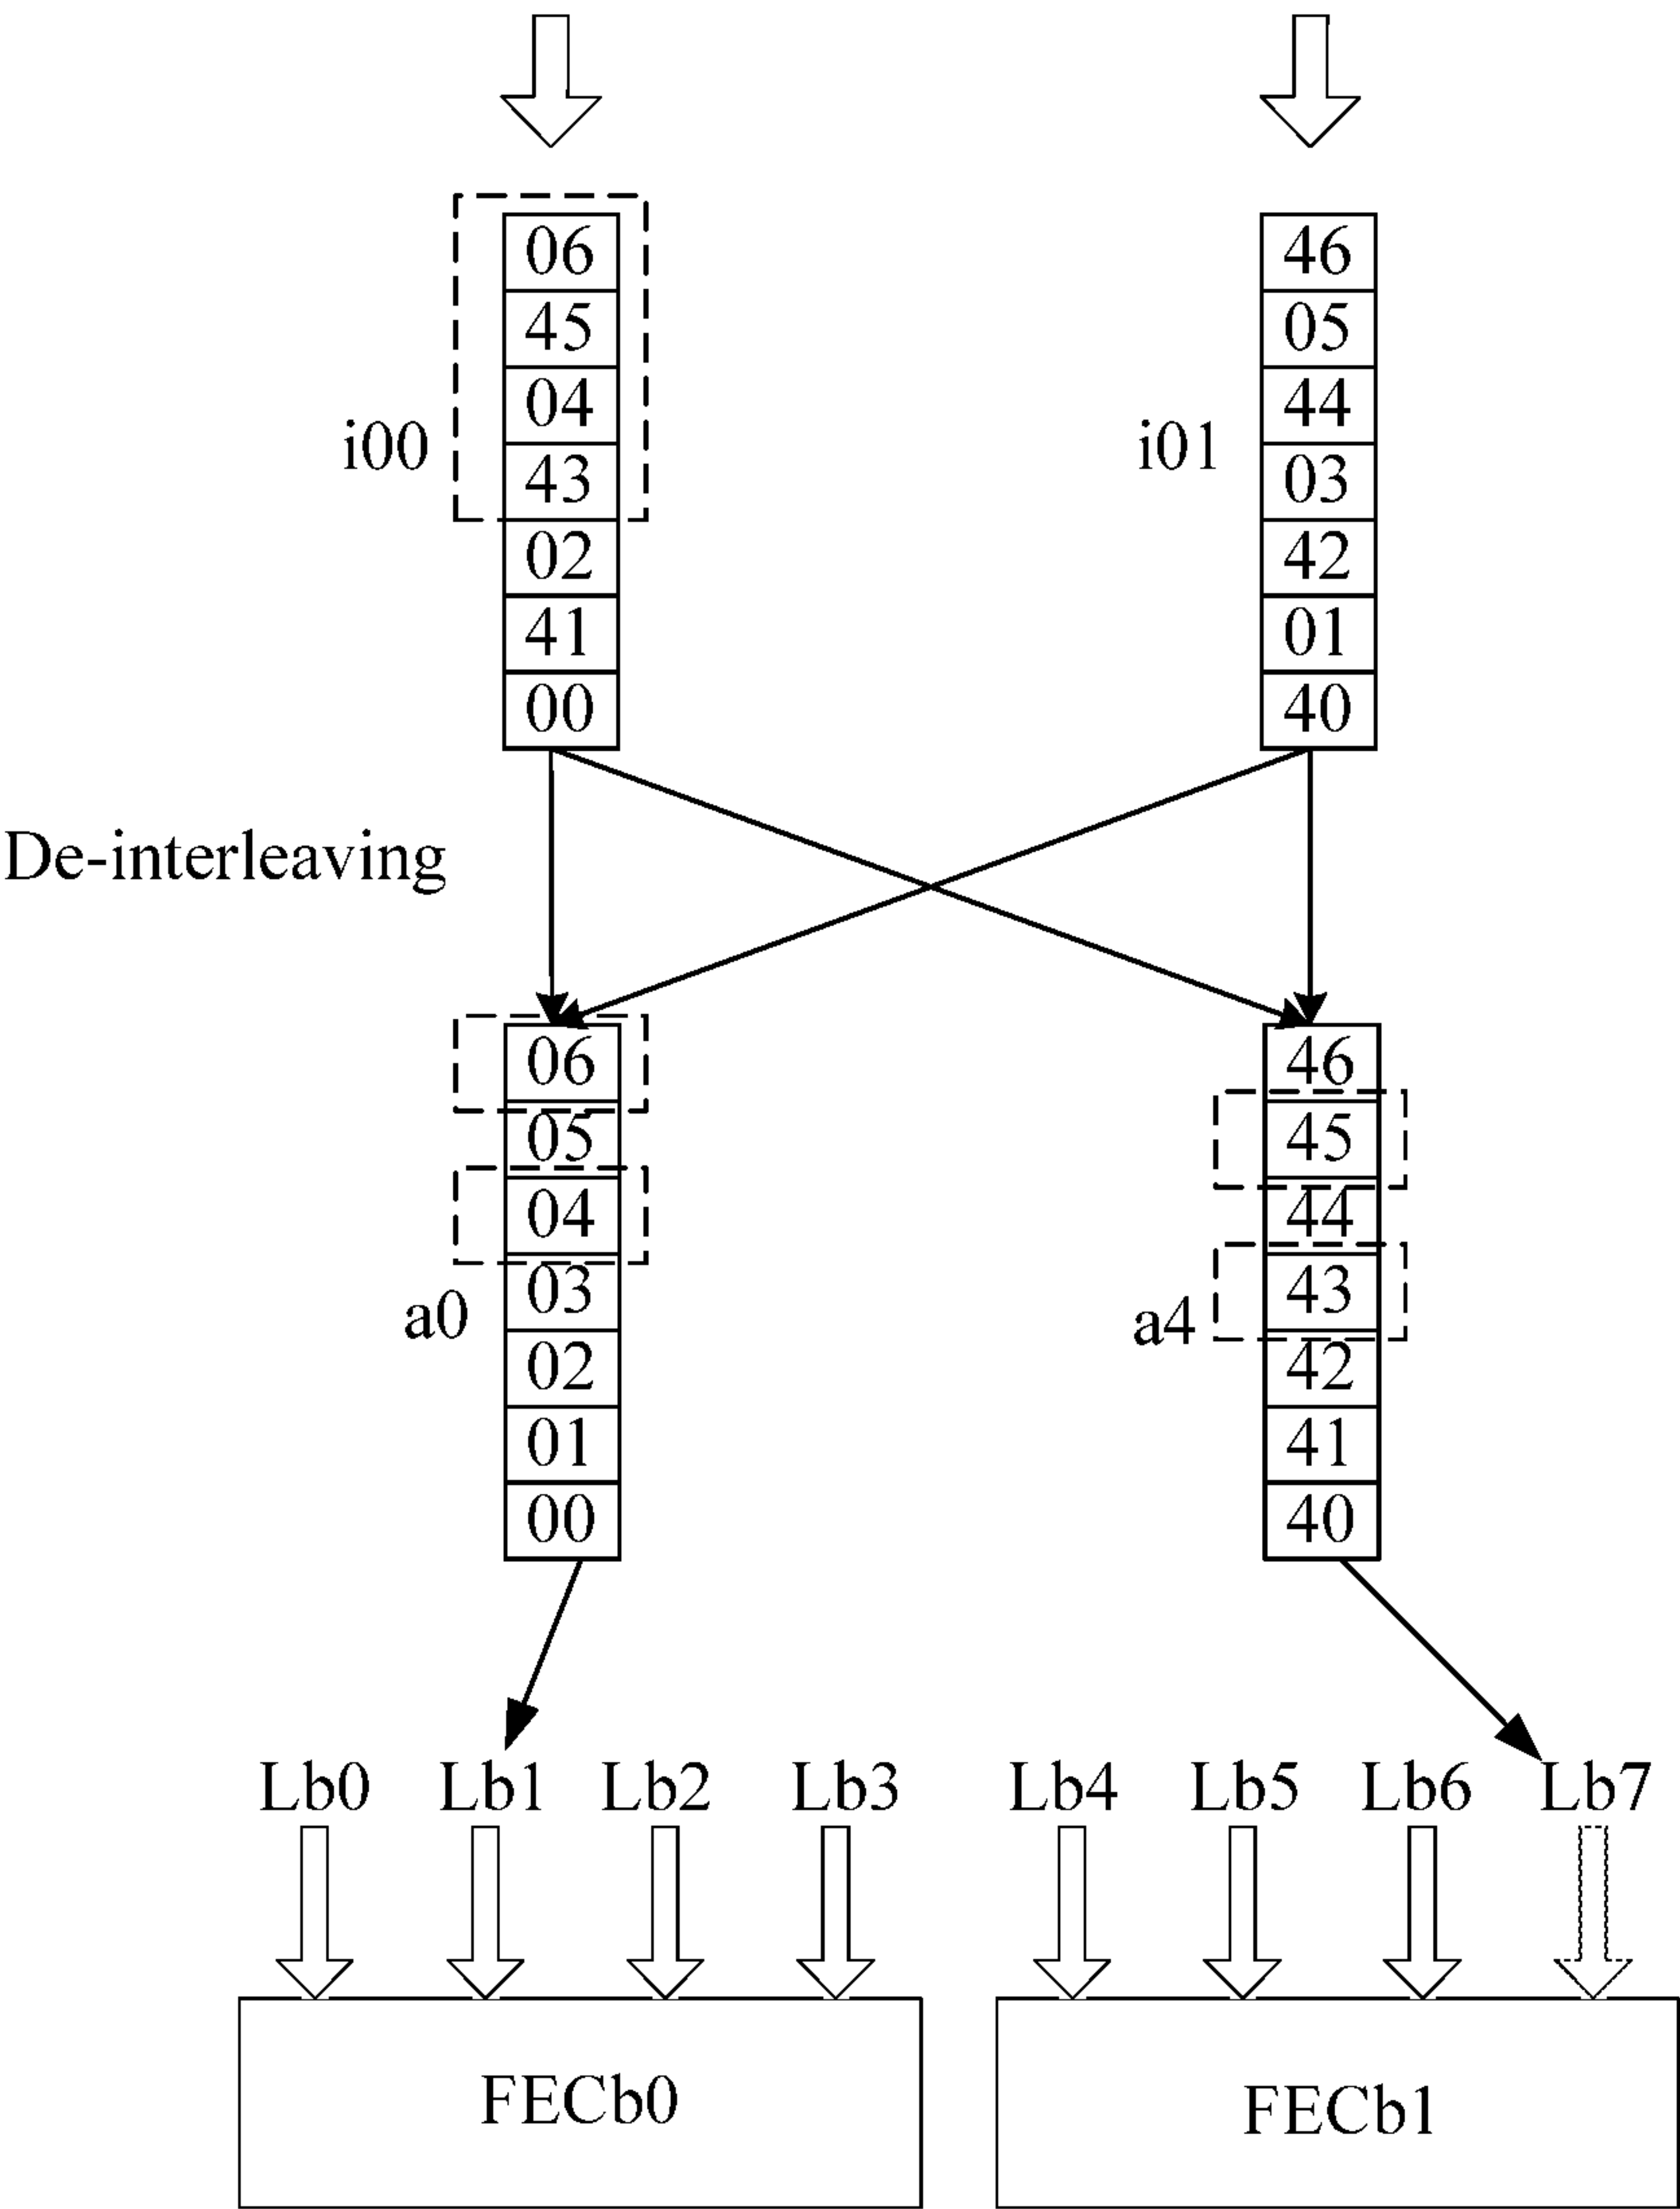 06 46
45 05
04 44
i00 43 i01 03
02 42
41 01
00 40
De-interleaving
06 46
05 45
04 44
a0 03 a4 43
02 42
01 41
00 40
Lb0 Lb1 Lb2 Lb3 Lb4 Lb5 Lb6 Lb7
FECb0 FECb1